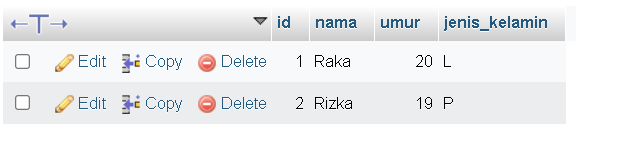 id nama umur jenis_kelamin
Edit Copy Delete 1 Raka 20 L
Edit Copy Delete 2 Rizka 19 P